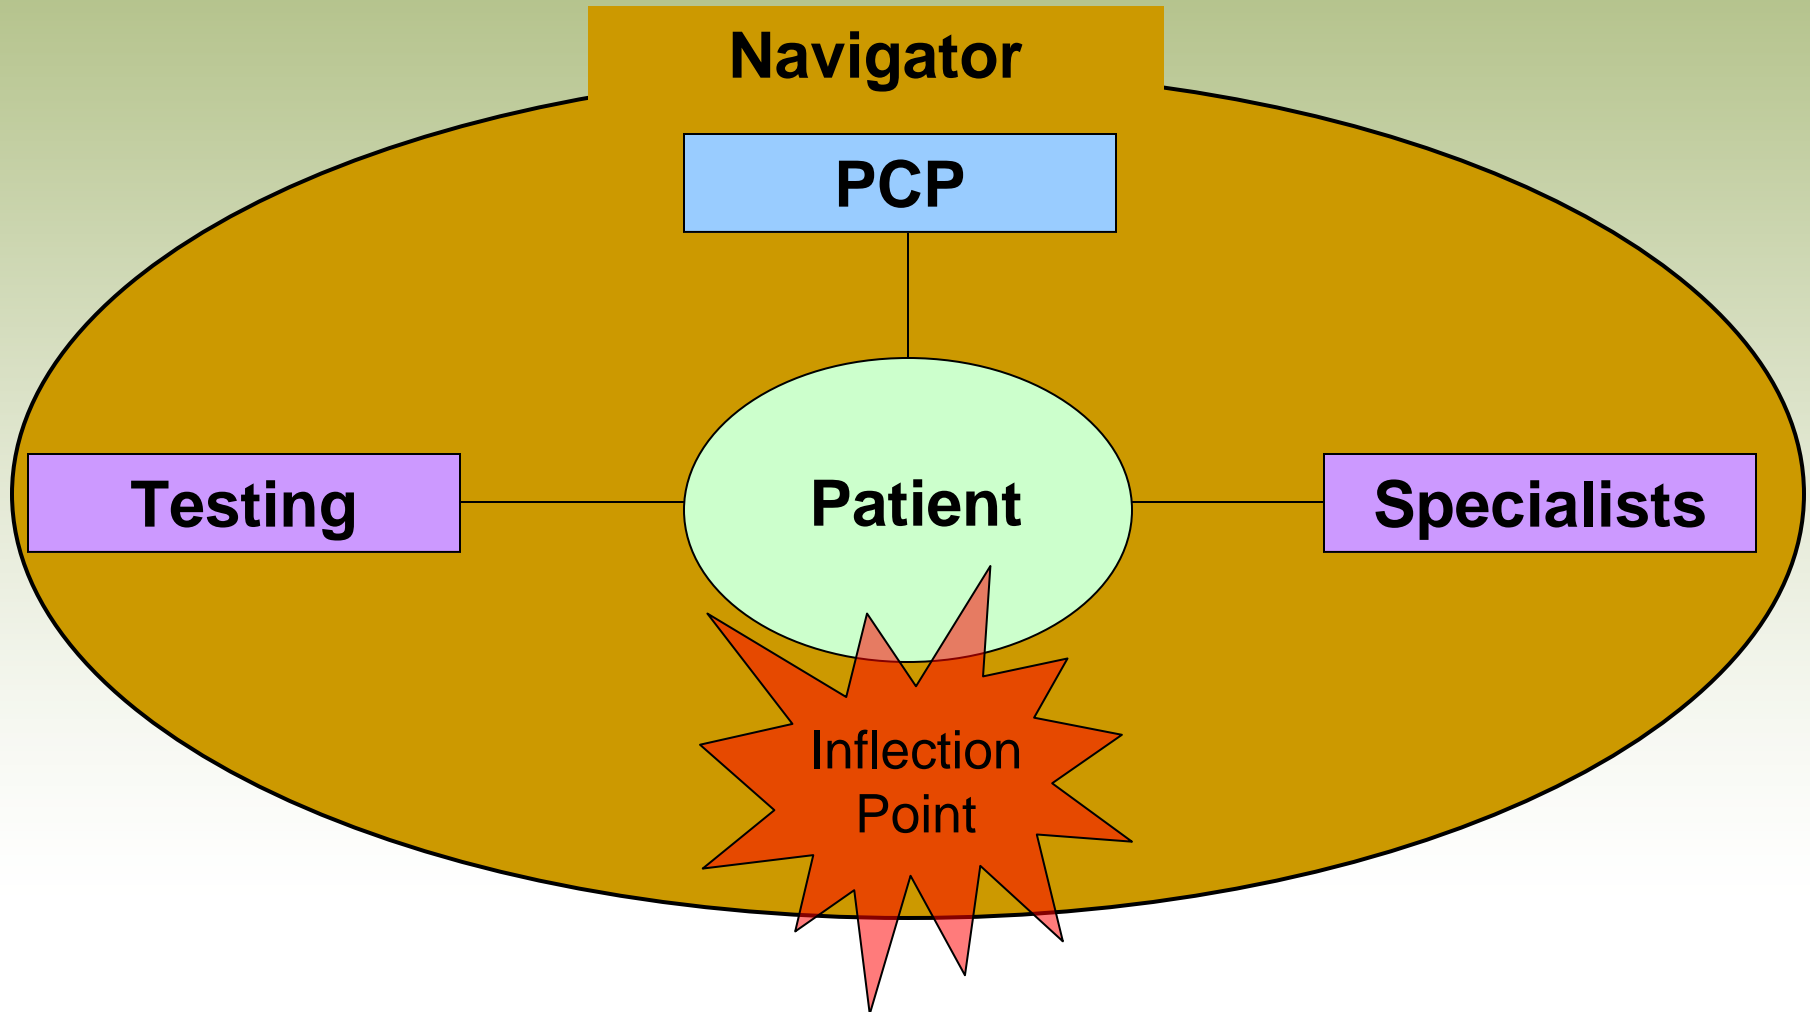 Navigator
PCP
Testing
Patient
Specialists
Inflection
Point